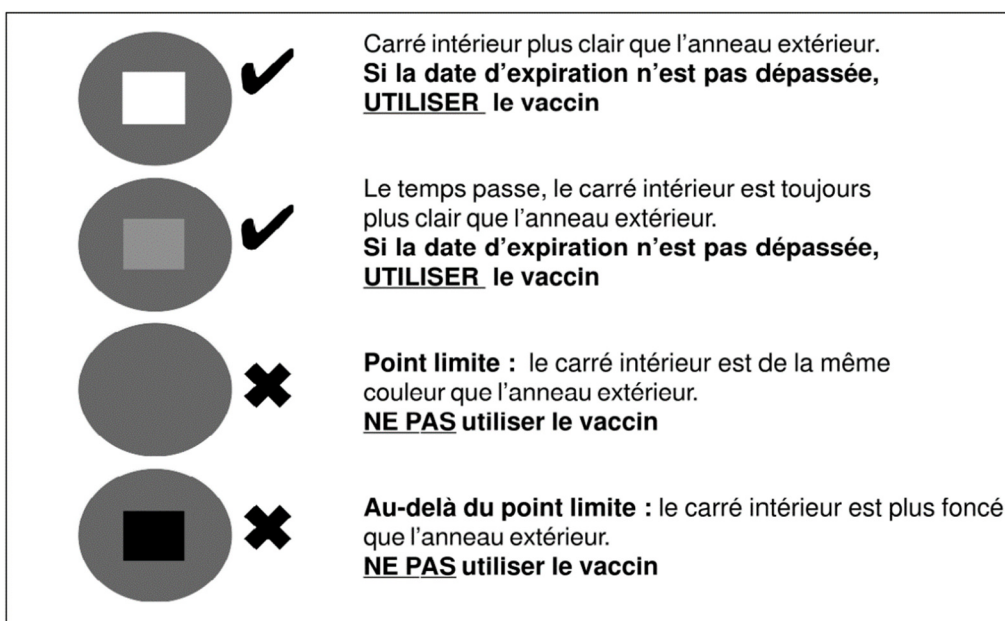 Carré intérieur plus clair que l'anneau extérieur.
Si la date d'expiration n'est pas dépassée,
UTILISER le vaccin
Le temps passe, le carré intérieur est toujours
plus clair que l'anneau extérieur.
Si la date d'expiration n'est pas dépassée,
UTILISER le vaccin
Point limite : le carré intérieur est de la même
couleur que l'anneau extérieur.
NE PAS utiliser le vaccin
Au-delà du point limite : le carré intérieur est plus foncé
que l'anneau extérieur.
NE PAS utiliser le vaccin